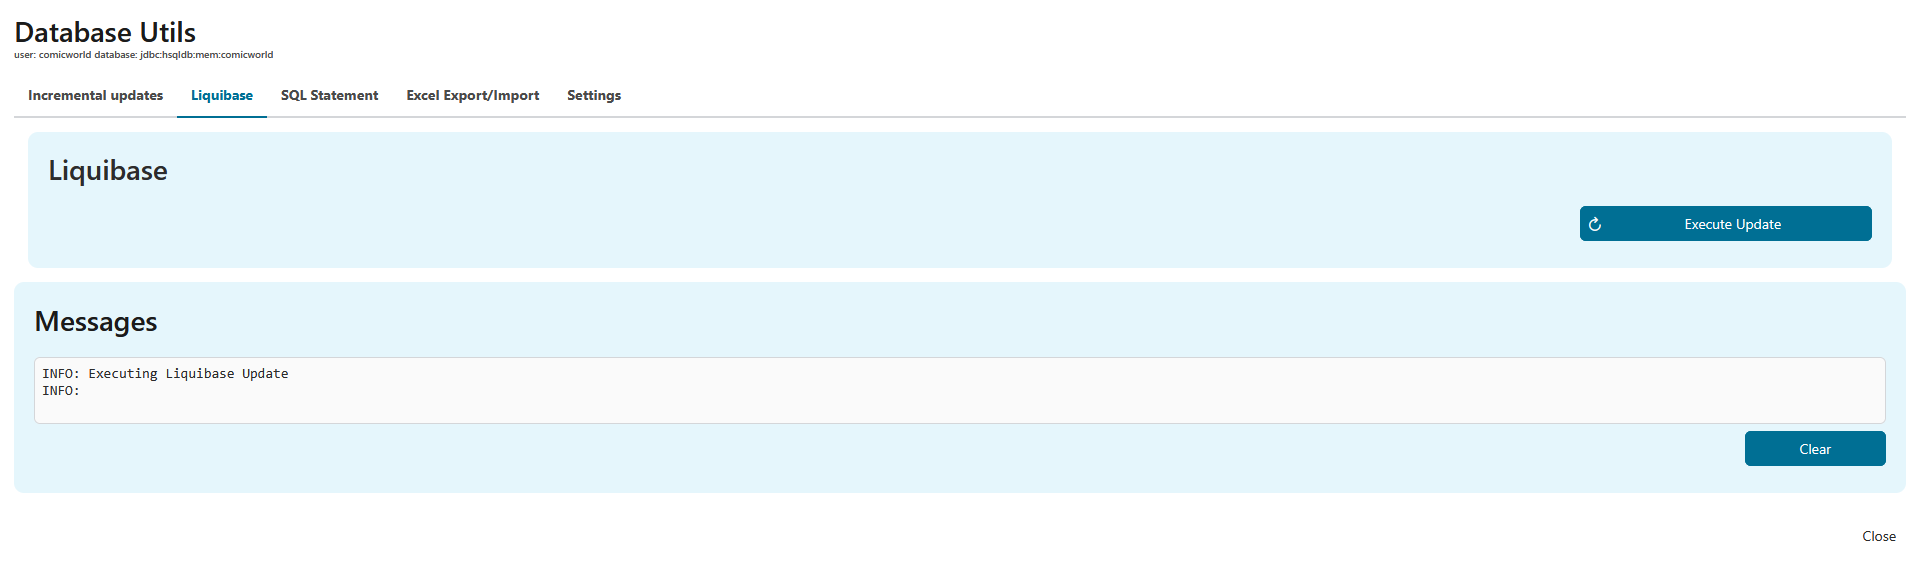 Database Utils
user: comicworld database: jdbc:hsqldb:mem:comicworld
Incremental updates Liquibase SQL Statement Excel Export/Import Settings
Liquibase
Execute Update
Messages
INFO: Executing Liquibase Update
INFO:
Clear
Close